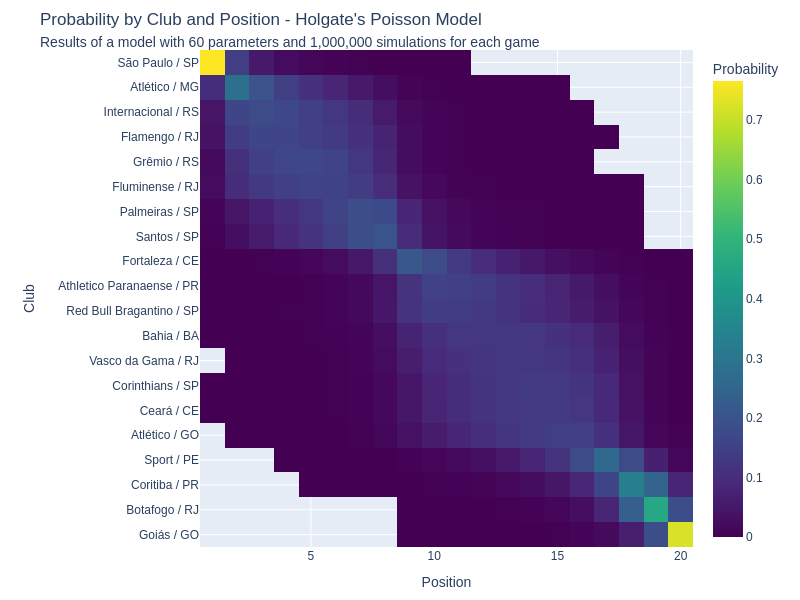 Probability by Club and Position - Holgate's Poisson Model
Results of a model with 60 parameters and 1,000,000 simulations for each game
Probability
São Paulo / SP
Atlético / MG
Internacional / RS
Flamengo / RJ
Grêmio / RS
Fluminense / RJ
Palmeiras / SP
Santos / SP
Fortaleza / CE
Athletico Paranaense / PR
Red Bull Bragantino / SP
Bahia / BA
Vasco da Gama / RJ
Corinthians / SP
Ceará / CE
Atlético / GO
Sport / PE
Coritiba / PR
Botafogo / RJ
Goiás / GO
Club
5 10 15 20
Position
0.7
0.6
0.5
0.4
0.3
0.2
0.1
0